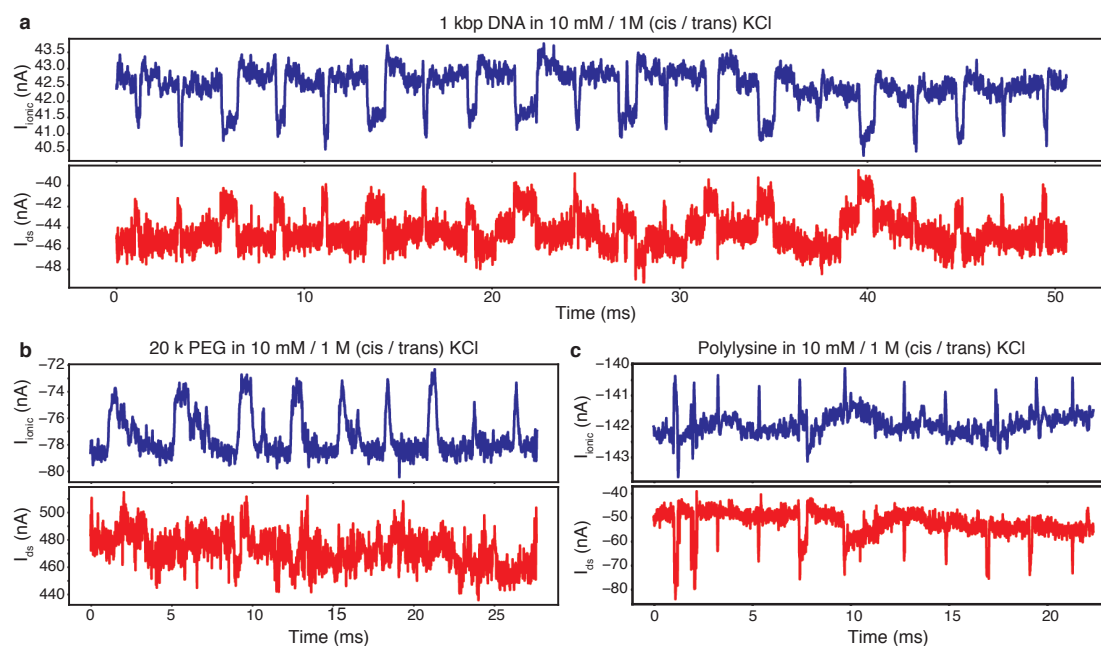 a
1 kbp DNA in 10 mM / 1M (cis / trans) KCl
I_ionic (nA)
43.5
43.0
42.5
42.0
41.5
41.0
40.5
I_ds (nA)
−40
−42
−44
−46
−48
0 10 20 30 40 50
Time (ms)
b
20 k PEG in 10 mM / 1 M (cis / trans) KCl
I_ionic (nA)
−72
−74
−76
−78
−80
I_ds (nA)
500
480
460
440
0 5 10 15 20 25
Time (ms)
c
Polylysine in 10 mM / 1 M (cis / trans) KCl
I_ionic (nA)
−140
−141
−142
−143
I_ds (nA)
−40
−50
−60
−70
−80
0 5 10 15 20
Time (ms)